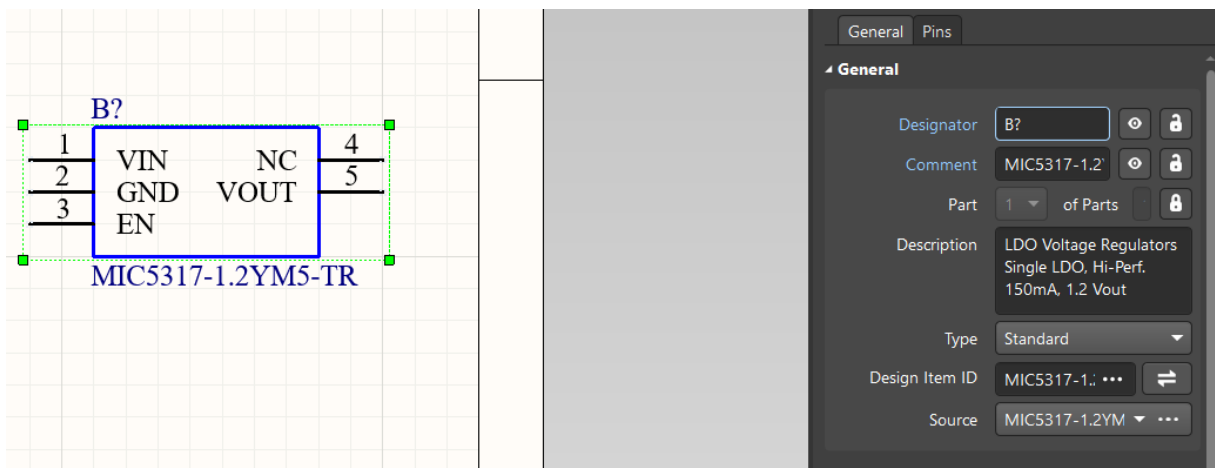 B?
1 VIN NC 4
2 GND VOUT 5
3 EN
MIC5317-1.2YM5-TR
General Pins
General
Designator B?
Comment MIC5317-1.2
Part 1 of Parts
Description LDO Voltage Regulators
Single LDO, Hi-Perf.
150mA, 1.2 Vout
Type Standard
Design Item ID MIC5317-1.: •••
Source MIC5317-1.2YM •••